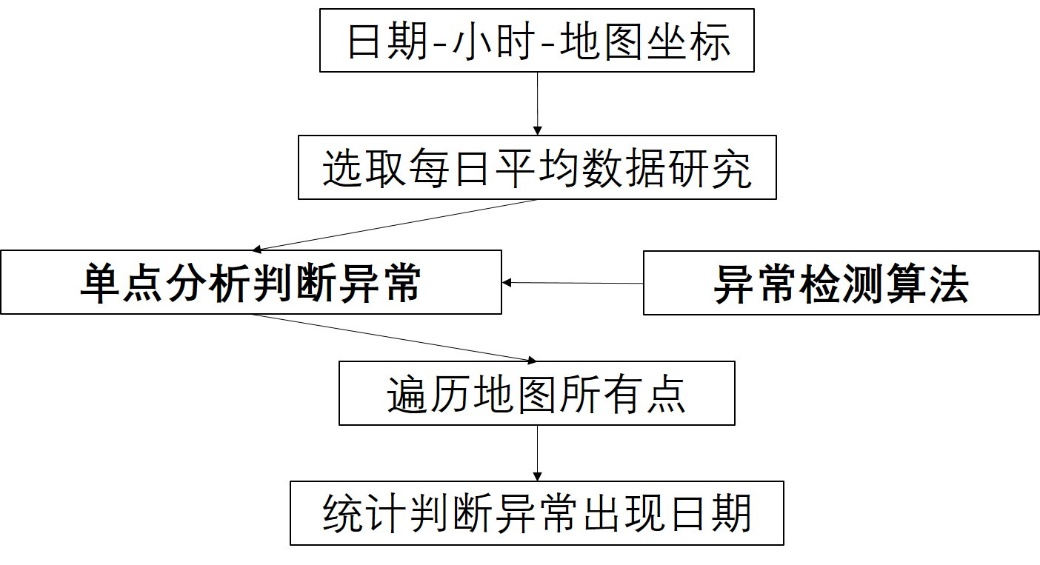 日期-小时-地图坐标
选取每日平均数据研究
单点分析判断异常
异常检测算法
遍历地图所有点
统计判断异常出现日期